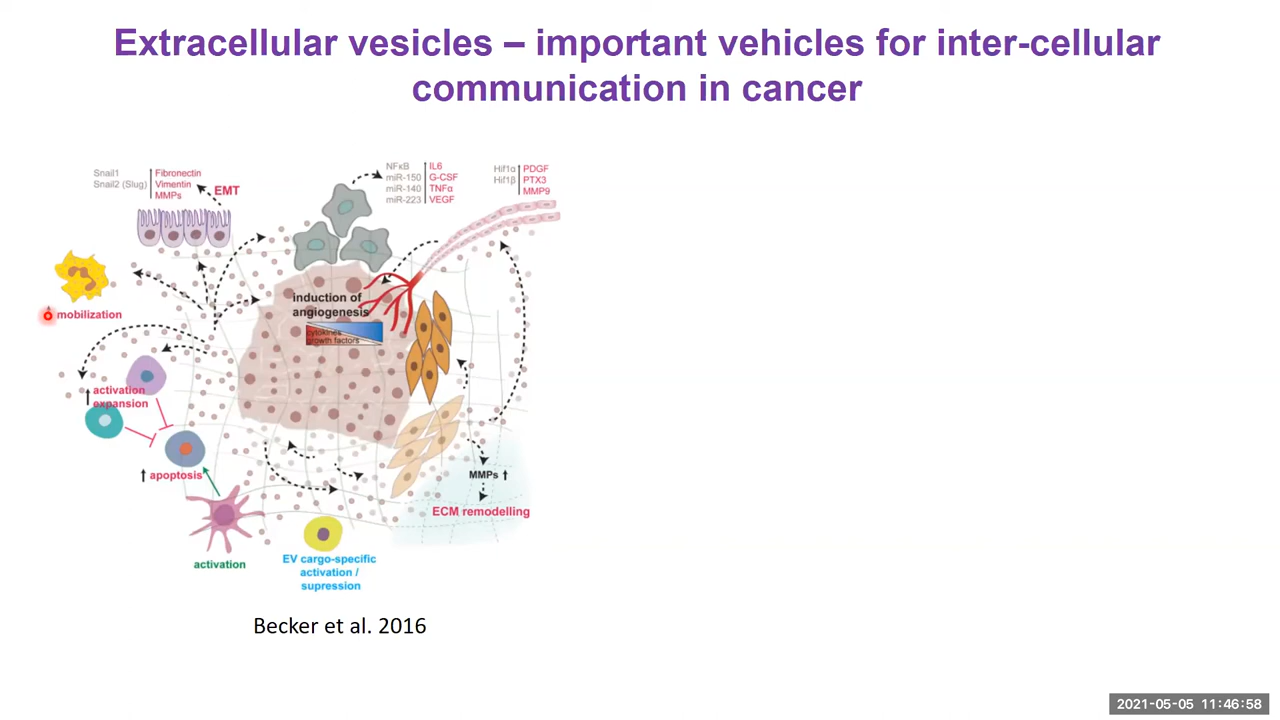 Extracellular vesicles – important vehicles for inter-cellular
communication in cancer
Snail1
Snail2 (Slug)
Fibronectin
Vimentin
MMPs
EMT
NFκB
miR-150
miR-140
miR-223
IL6
G-CSF
TNFα
VEGF
Hif1α
Hif1β
PDGF
PTX3
MMP9
mobilization
induction of
angiogenesis
cytokines
growth factors
activation
expansion
apoptosis
MMPs
ECM remodelling
activation
EV cargo-specific
activation /
supression
Becker et al. 2016
2021-05-05 11:46:58